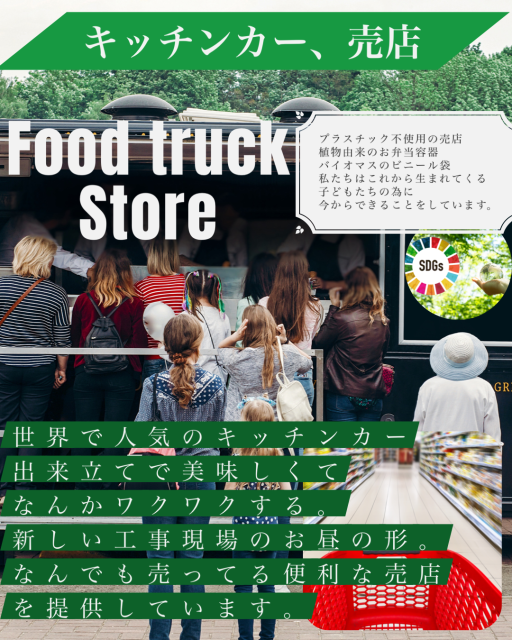 キッチンカー、売店
Food truck
Store
プラスチック不使用の売店
植物由来のお弁当容器
バイオマスのビニール袋
私たちはこれから生まれてくる
子どもたちの為に
今からできることをしています。
SDGs
GR
世界で人気のキッチンカー
出来立てで美味しくて
なんかワクワクする。
新しい工事現場のお昼の形。
なんでも売ってる便利な売店
を提供しています。